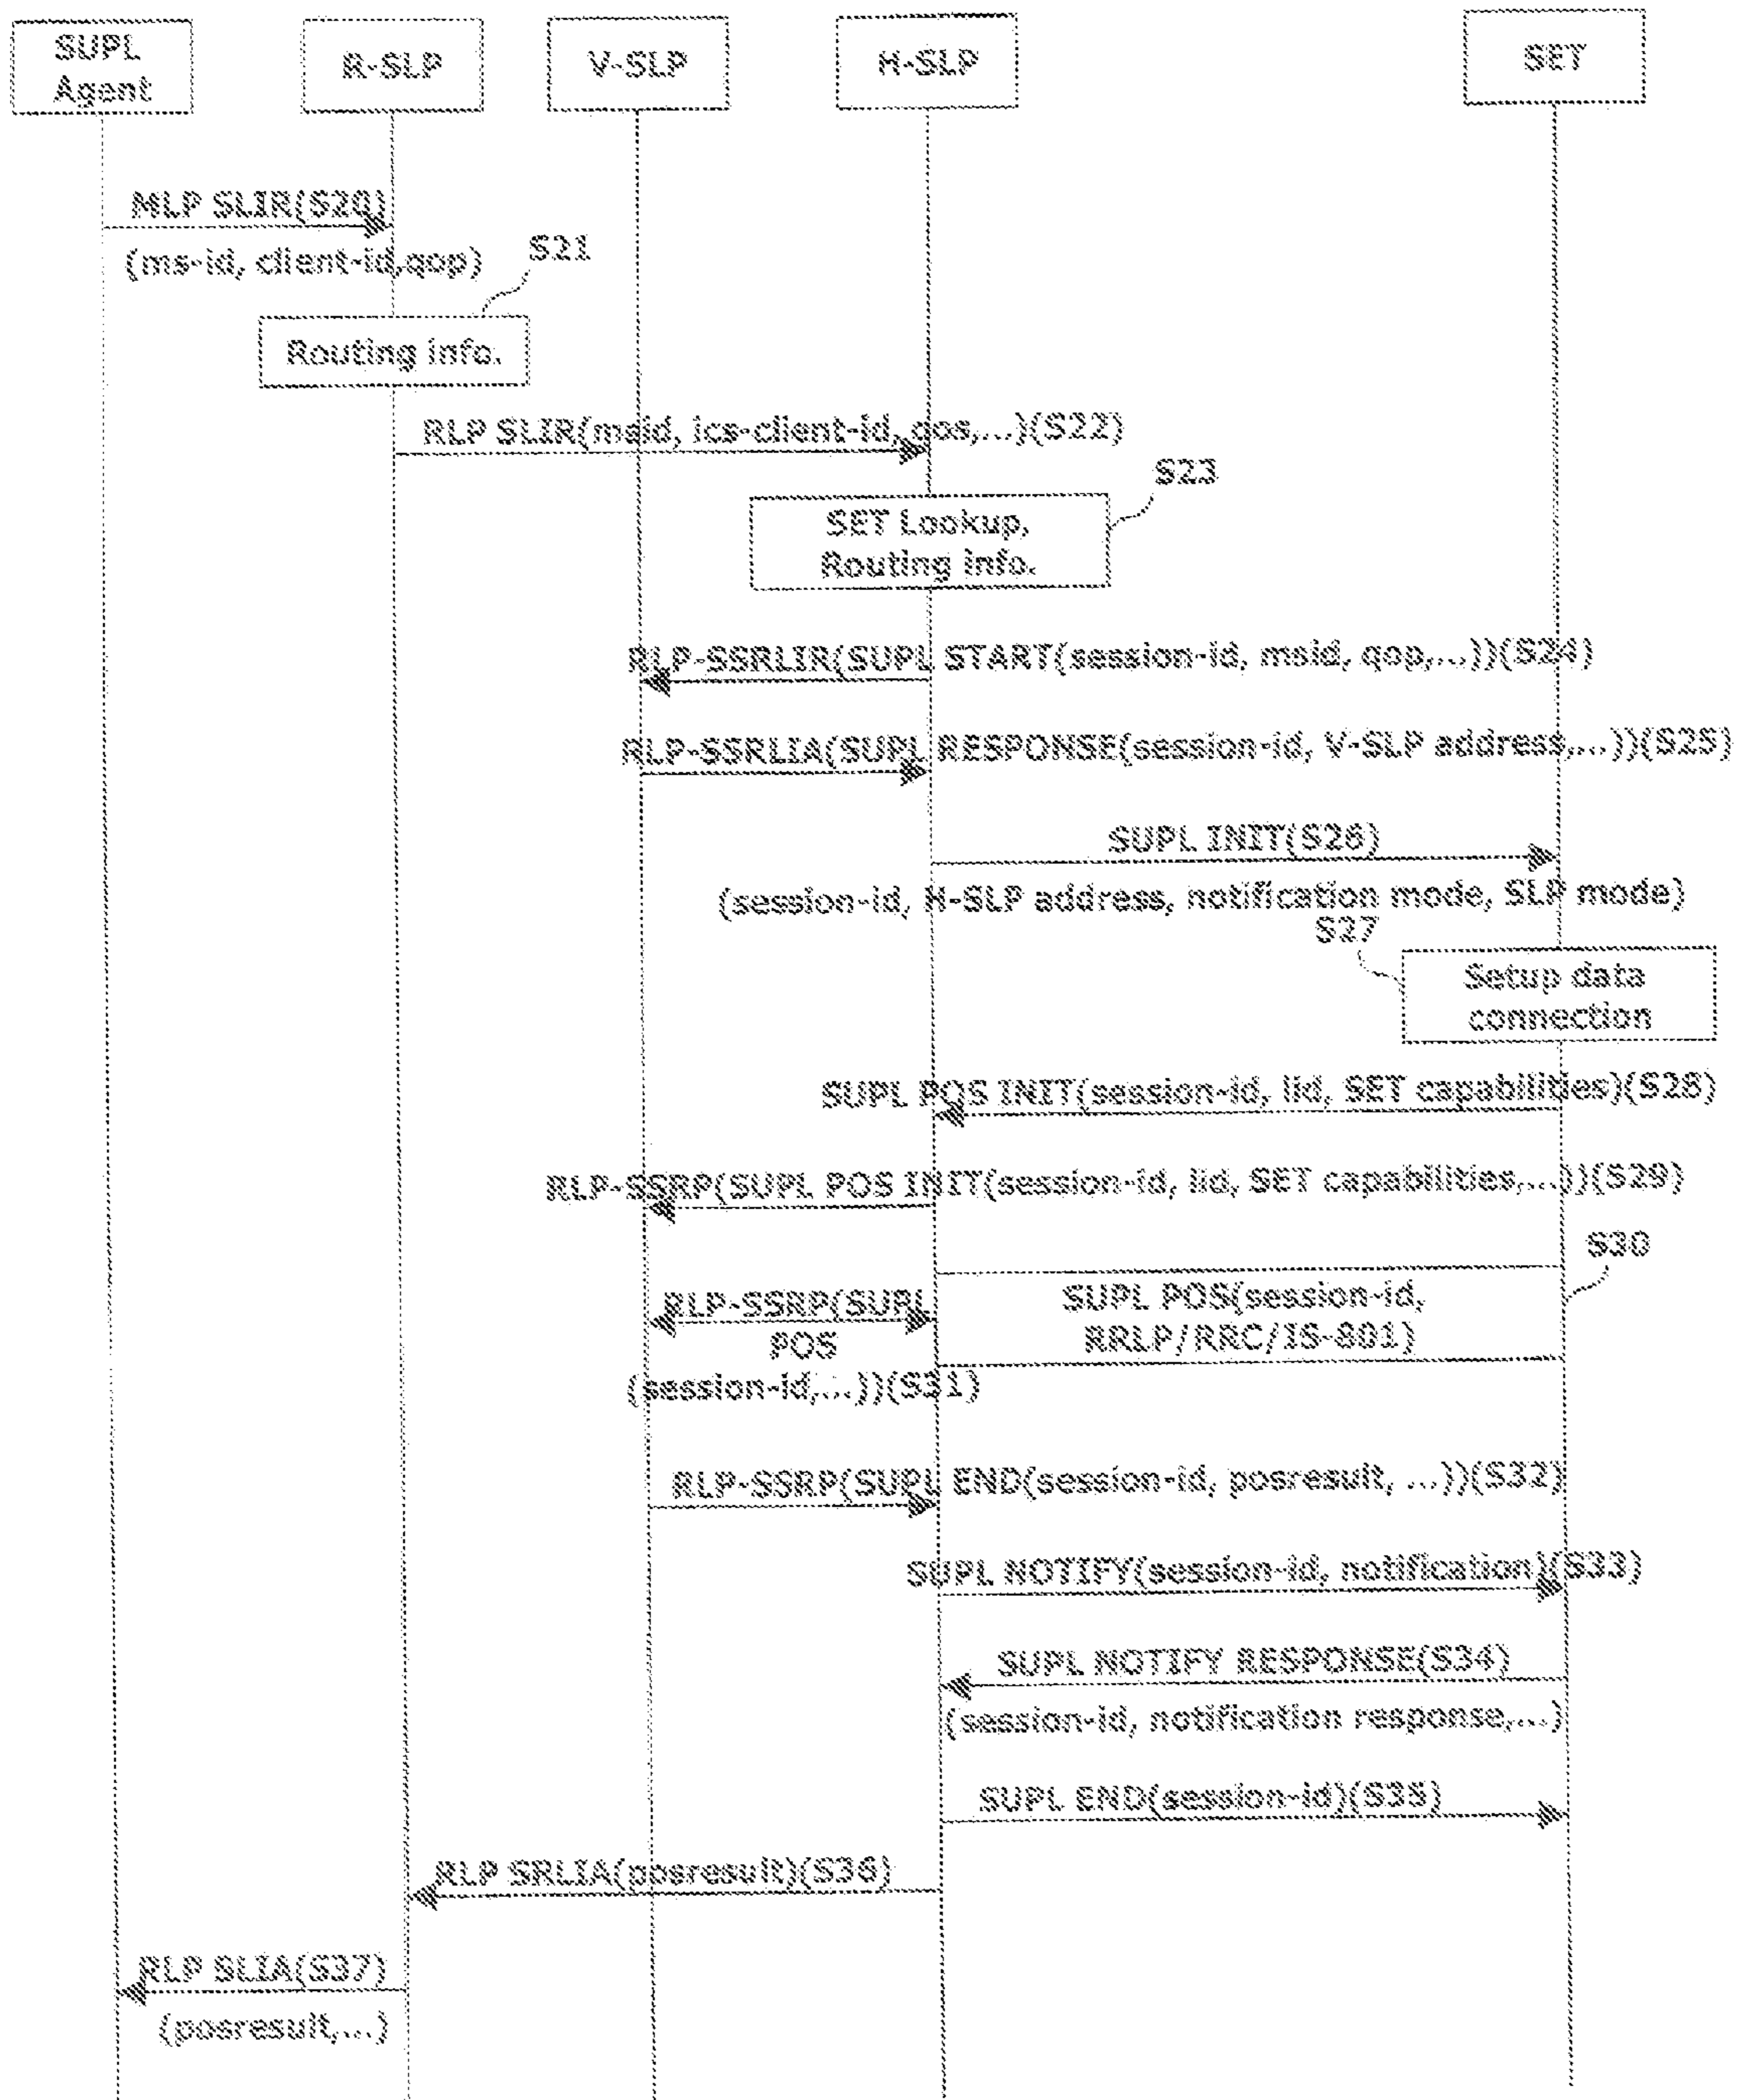 SUPL
Agent
R-SLP
V-SLP
H-SLP
SET
MLP SLIR(S20)
(ms-id, client-id,qop)
S21
Routing info.
RLP SLIR(msid, ics-client-id, qos,...)(S22)
S23
SET Lookup,
Routing info.
RLP-SSRLIR(SUPL START(session-id, msid, qop,...))(S24)
RLP-SSRLIA(SUPL RESPONSE(session-id, V-SLP address,...))(S25)
SUPL INIT(S26)
(session-id, H-SLP address, notification mode, SLP mode)
S27
Setup data
connection
SUPL POS INIT(session-id, lid, SET capabilities)(S28)
RLP-SSRP(SUPL POS INIT(session-id, lid, SET capabilities,...))(S29)
S30
RLP-SSRP(SUPL
POS
(session-id,...))(S31)
SUPL POS(session-id,
RRLP/RRC/IS-801)
RLP-SSRP(SUPL END(session-id, posresult, ...))(S32)
SUPL NOTIFY(session-id, notification)(S33)
SUPL NOTIFY RESPONSE(S34)
(session-id, notification response,...)
SUPL END(session-id)(S35)
RLP SRLIA(posresult)(S36)
RLP SLIA(S37)
(posresult,...)